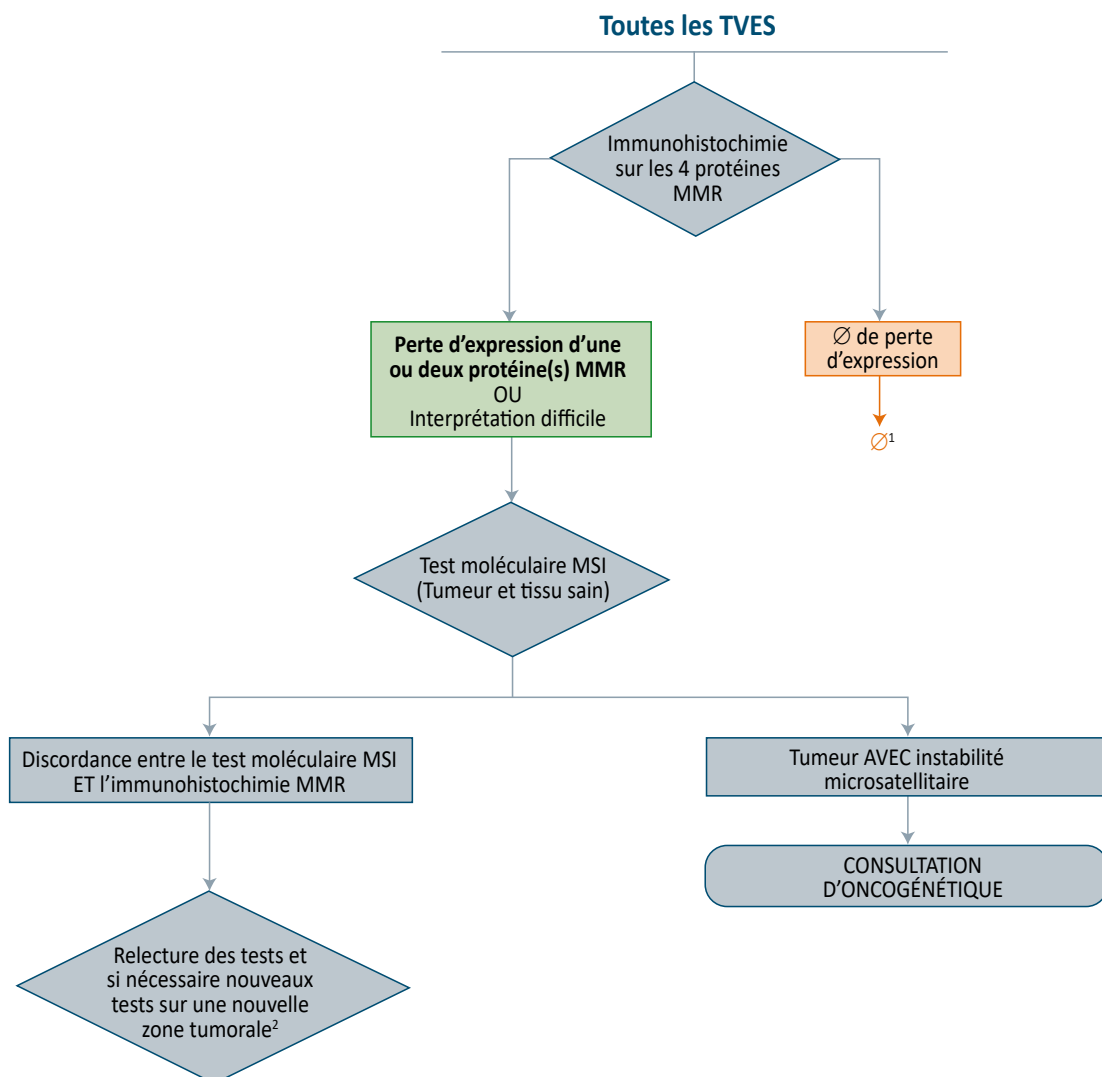 Toutes les TVES
Immunohistochimie
sur les 4 protéines
MMR
Perte d’expression d’une
ou deux protéine(s) MMR
OU
Interprétation difficile
∅ de perte
d’expression
∅¹
Test moléculaire MSI
(Tumeur et tissu sain)
Discordance entre le test moléculaire MSI
ET l’immunohistochimie MMR
Tumeur AVEC instabilité
microsatellitaire
CONSULTATION
D’ONCOGÉNÉTIQUE
Relecture des tests et
si nécessaire nouveaux
tests sur une nouvelle
zone tumorale²